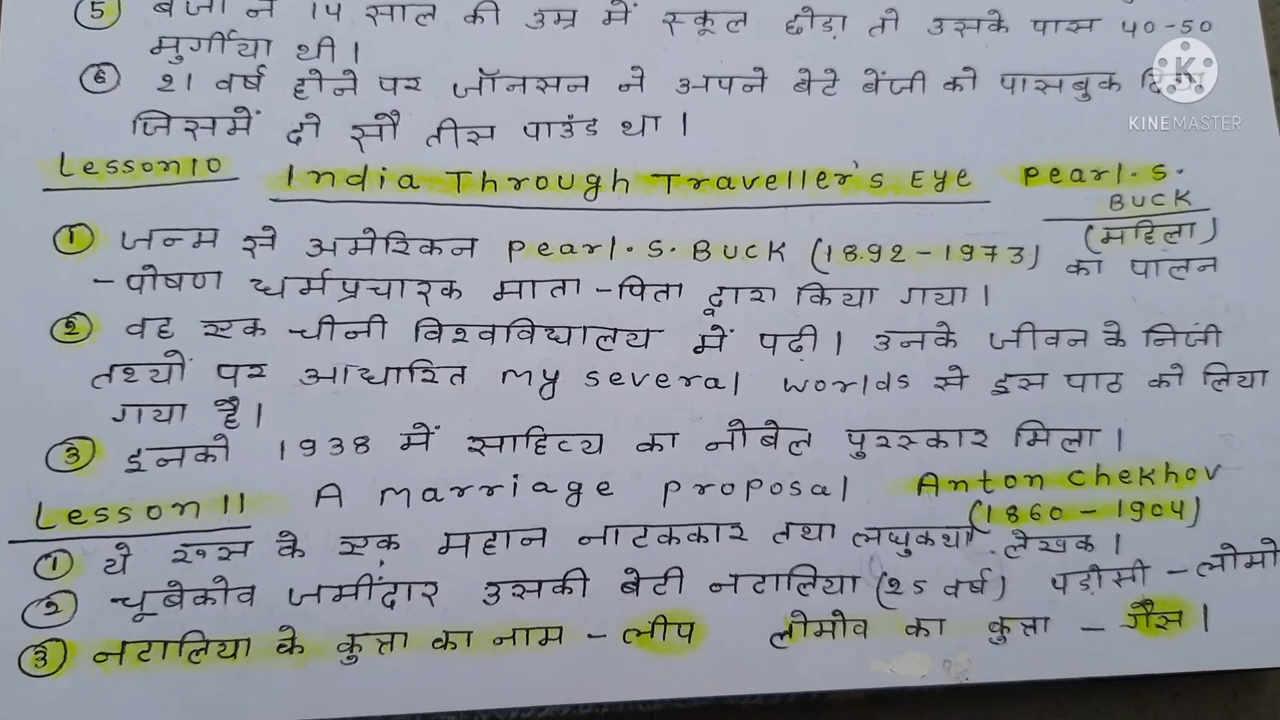 ⑤ बेंजी ने 14 साल की उम्र में स्कूल छोड़ा तो उसके पास 40-50
मुर्गीया थी।
⑥ 21 वर्ष होने पर जॉनसन ने अपने बेटे बेंजी को पासबुक
जिसमें दो सौ तीस पाउंड था।
KINEMASTER
Lesson 10 India Through Traveller's Eye Pearl. S.
BUCK
(महिला)
① जन्म से अमेरिकन Pearl. S. BUCK (1892-1973) का पालन
-पोषण धर्मप्रचारक माता-पिता द्वारा किया गया।
② वह एक चीनी विश्वविद्यालय में पढ़ी। उनके जीवन के निजी
तथ्यों पर आधारित my several worlds से इस पाठ को लिया
गया है।
③ इनको 1938 में साहित्य का नोबेल पुरस्कार मिला।
Lesson 11 A marriage proposal Anton Chekhov
(1860-1904)
① ये रूस के एक महान नाटककार तथा लघुकथा लेखक।
② चूबेकोव जमींदार उसकी बेटी नटालिया (25 वर्ष) पड़ोसी - लोमो
③ नटालिया के कुत्ता का नाम - लीप लोमोव का कुत्ता - गैस।